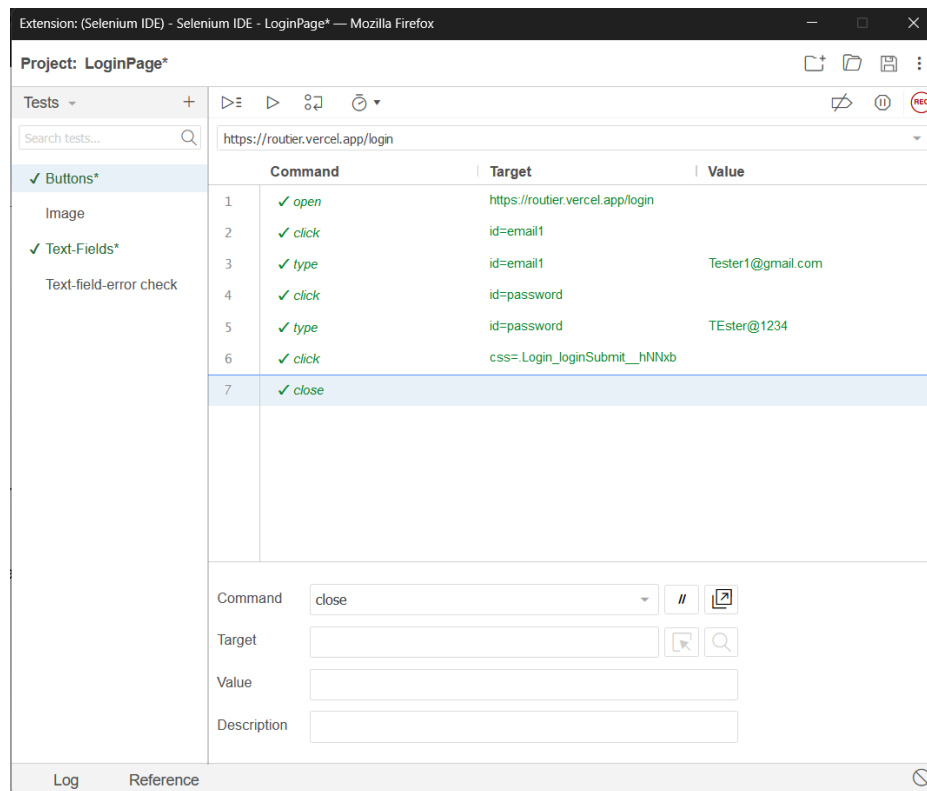 Extension: (Selenium IDE) - Selenium IDE - LoginPage* — Mozilla Firefox
Project: LoginPage*
Tests
REC
Search tests...
https://routier.vercel.app/login
Command Target Value
✓ Buttons*
Image
✓ Text-Fields*
Text-field-error check
1 ✓ open https://routier.vercel.app/login
2 ✓ click id=email1
3 ✓ type id=email1 Tester1@gmail.com
4 ✓ click id=password
5 ✓ type id=password TEster@1234
6 ✓ click css=.Login_loginSubmit__hNNxb
7 ✓ close
Command close //
Target
Value
Description
Log Reference